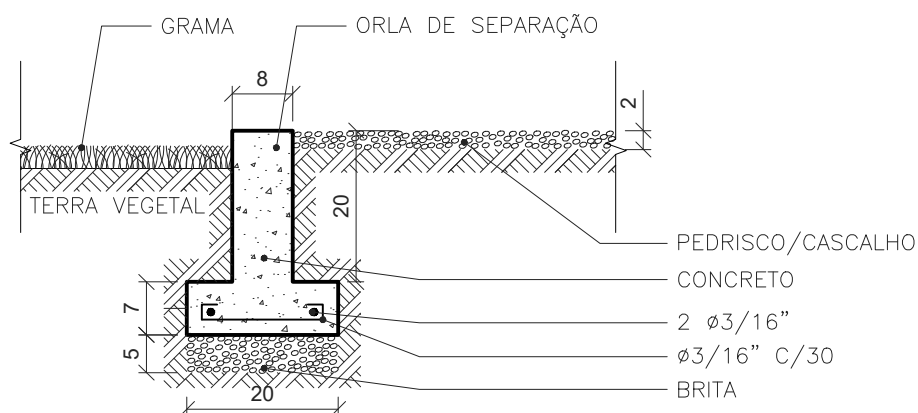 GRAMA
ORLA DE SEPARAÇÃO
8
2
TERRA VEGETAL
20
PEDRISCO/CASCALHO
CONCRETO
7
2 ø3/16”
ø3/16” C/30
5
BRITA
20